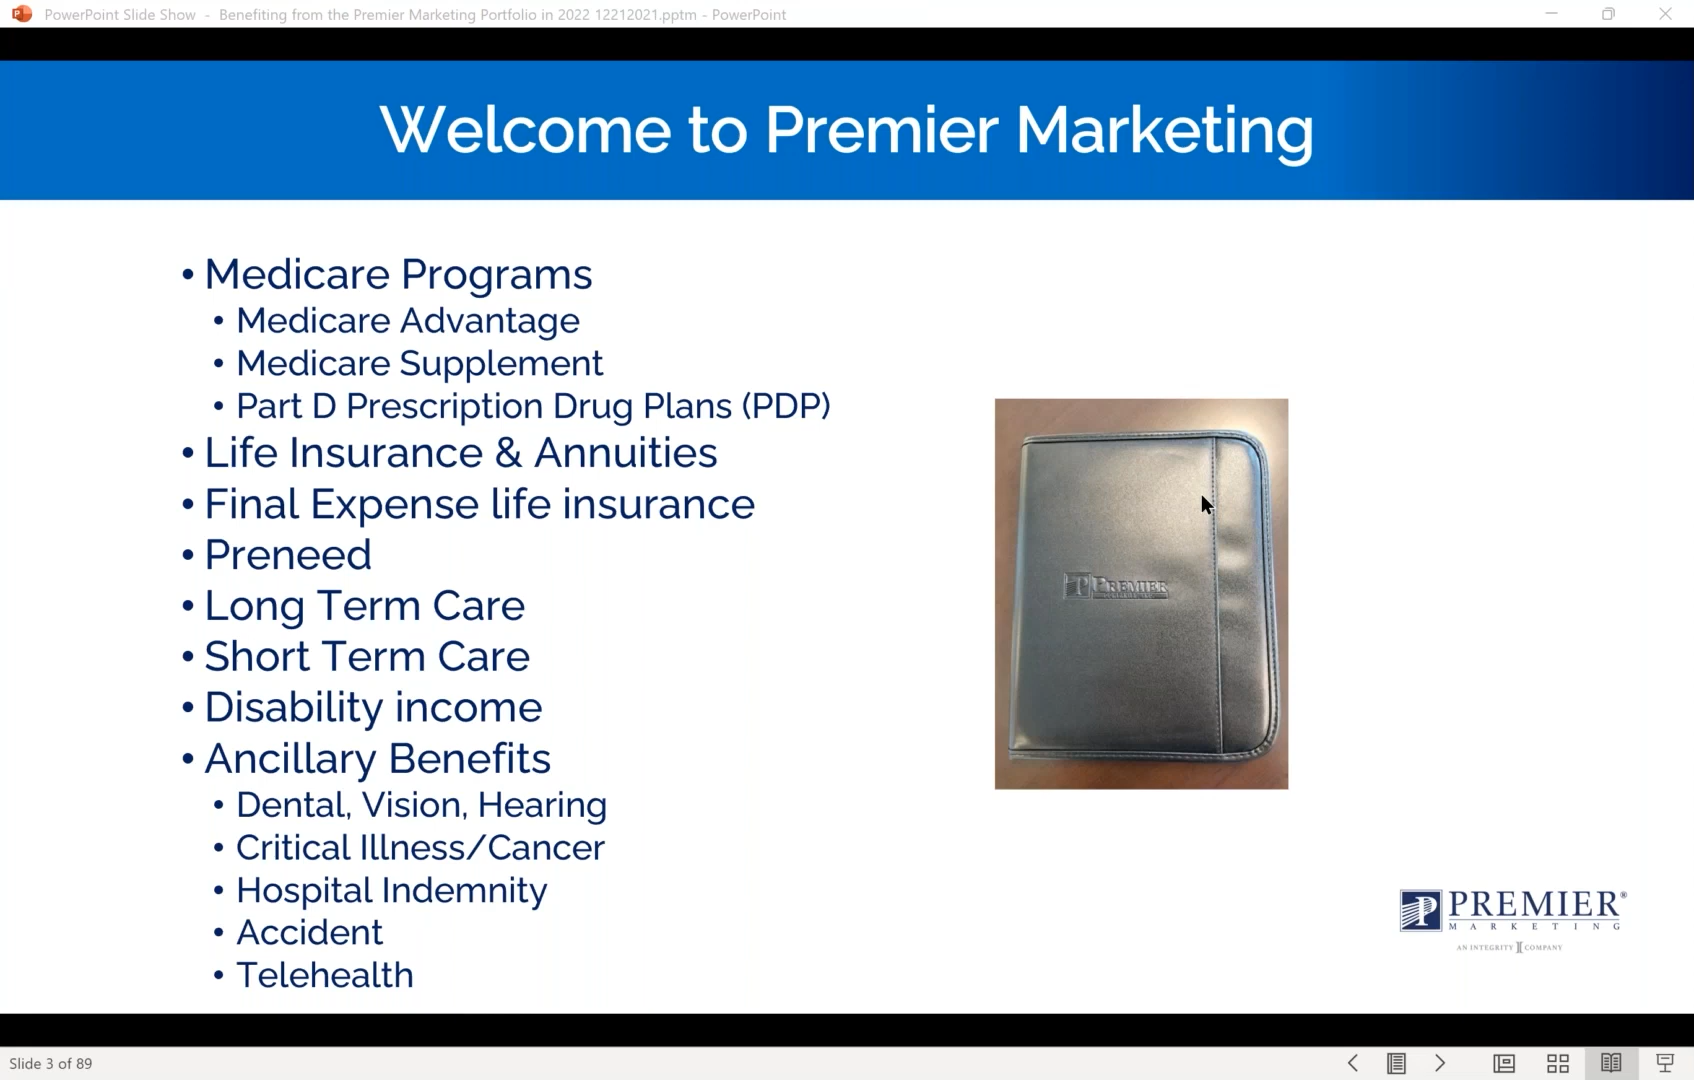 PowerPoint Slide Show - Benefiting from the Premier Marketing Portfolio in 2022 12212021.pptm - PowerPoint
Welcome to Premier Marketing
• Medicare Programs
• Medicare Advantage
• Medicare Supplement
• Part D Prescription Drug Plans (PDP)
• Life Insurance & Annuities
• Final Expense life insurance
• Preneed
• Long Term Care
• Short Term Care
• Disability income
• Ancillary Benefits
• Dental, Vision, Hearing
• Critical Illness/Cancer
• Hospital Indemnity
• Accident
• Telehealth
P PREMIER
P PREMIER®
MARKETING
AN INTEGRITY COMPANY
Slide 3 of 89